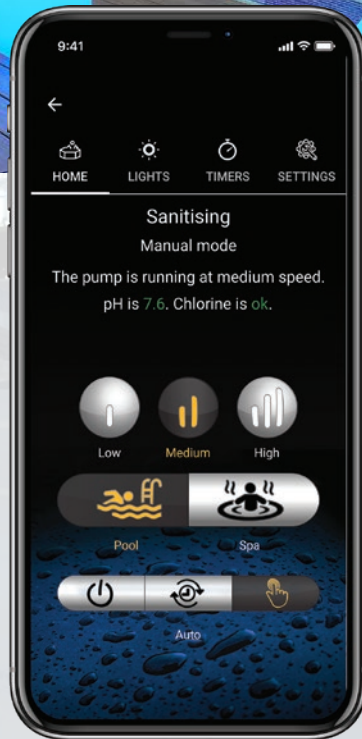 9:41
HOME LIGHTS TIMERS SETTINGS
Sanitising
Manual mode
The pump is running at medium speed.
pH is 7.6. Chlorine is ok.
Low Medium High
Pool Spa
Auto